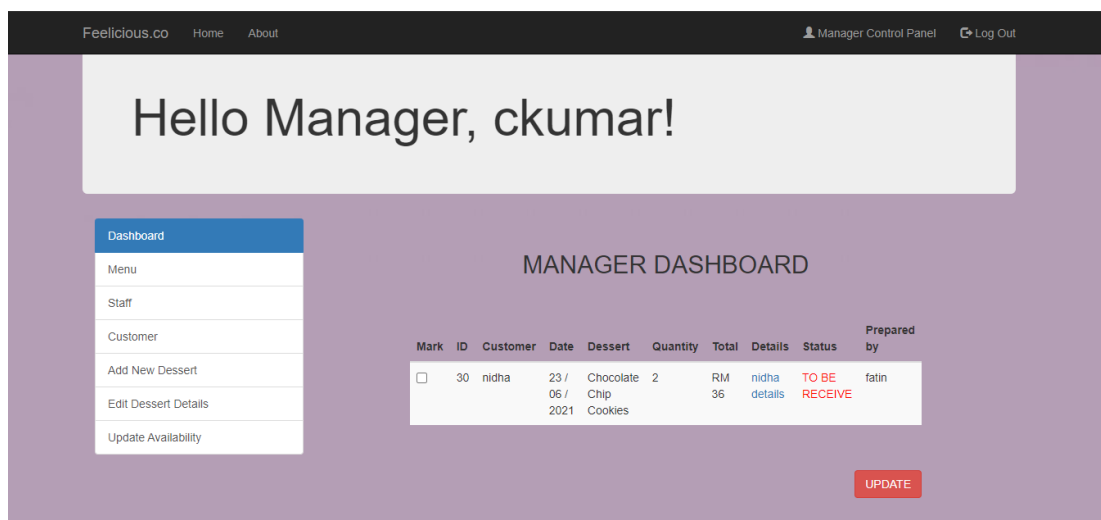 Feelicious.co Home About Manager Control Panel Log Out
Hello Manager, ckumar!
Dashboard
Menu
Staff
Customer
Add New Dessert
Edit Dessert Details
Update Availability
MANAGER DASHBOARD
Mark ID Customer Date Dessert Quantity Total Details Status Prepared
by
30 nidha 23 / Chocolate 2 RM nidha TO BE fatin
06 / Chip 36 details RECEIVE
2021 Cookies
UPDATE